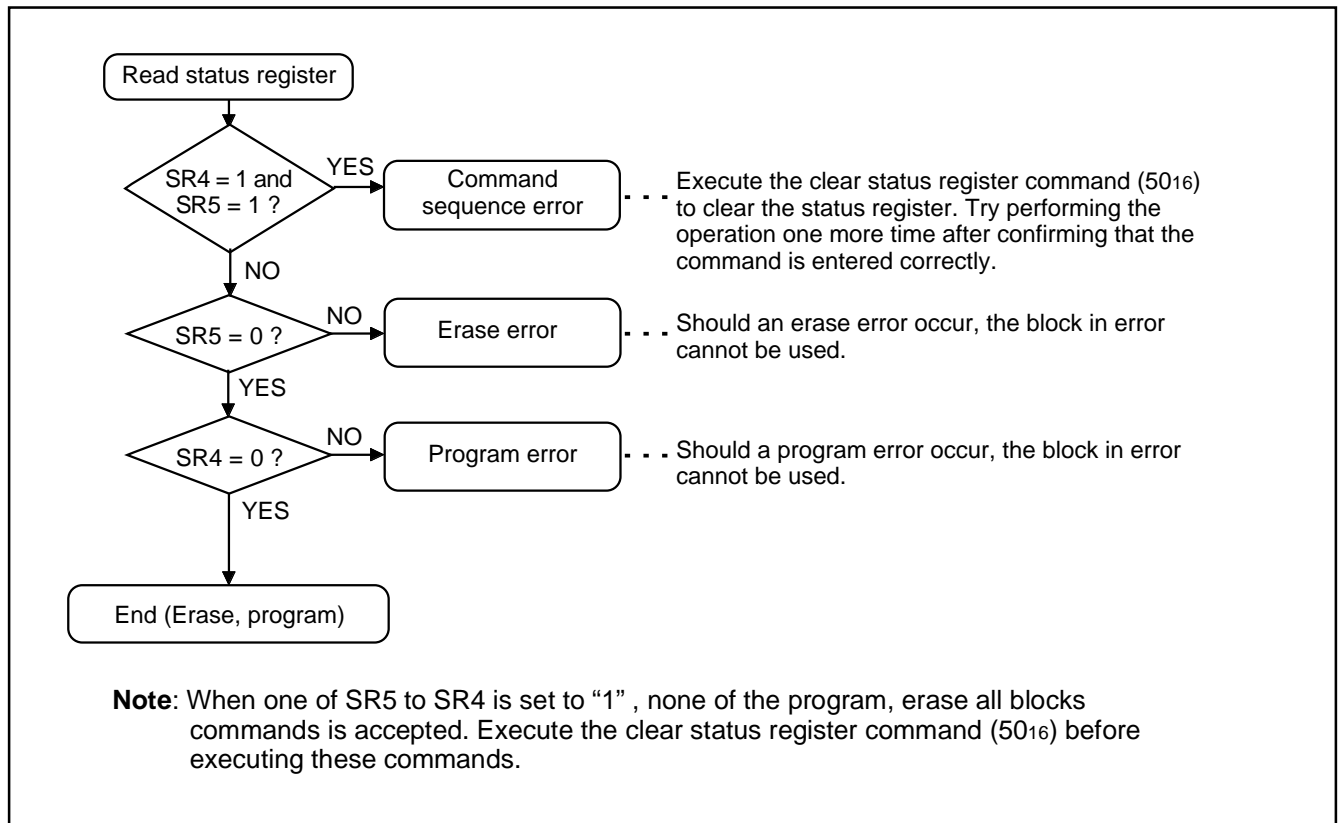 Read status register
SR4 = 1 and
SR5 = 1 ?
YES
Command
sequence error
Execute the clear status register command (5016)
to clear the status register. Try performing the
operation one more time after confirming that the
command is entered correctly.
NO
SR5 = 0 ?
NO
Erase error
Should an erase error occur, the block in error
cannot be used.
YES
SR4 = 0 ?
NO
Program error
Should a program error occur, the block in error
cannot be used.
YES
End (Erase, program)
Note: When one of SR5 to SR4 is set to “1” , none of the program, erase all blocks
commands is accepted. Execute the clear status register command (5016) before
executing these commands.